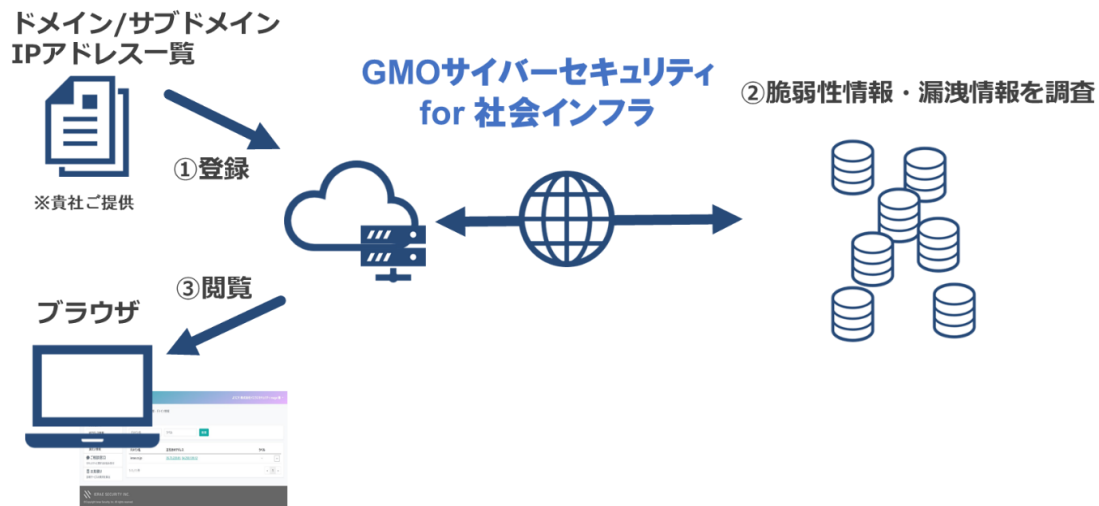 ドメイン/サブドメイン
IPアドレス一覧
GMOサイバーセキュリティ
for 社会インフラ
②脆弱性情報・漏洩情報を調査
①登録
※貴社ご提供
③閲覧
ブラウザ